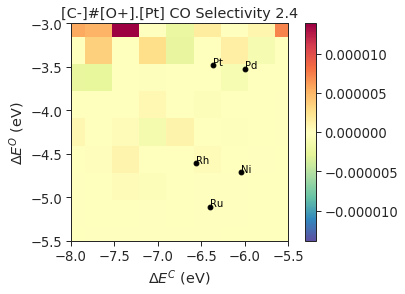 [C-]#[O+].[Pt] CO Selectivity 2.4
−3.0
−3.5
−4.0
−4.5
−5.0
−5.5
ΔE^O (eV)
Pt
Pd
Rh
Ni
Ru
−8.0 −7.5 −7.0 −6.5 −6.0 −5.5
ΔE^C (eV)
0.000010
0.000005
0.000000
−0.000005
−0.000010